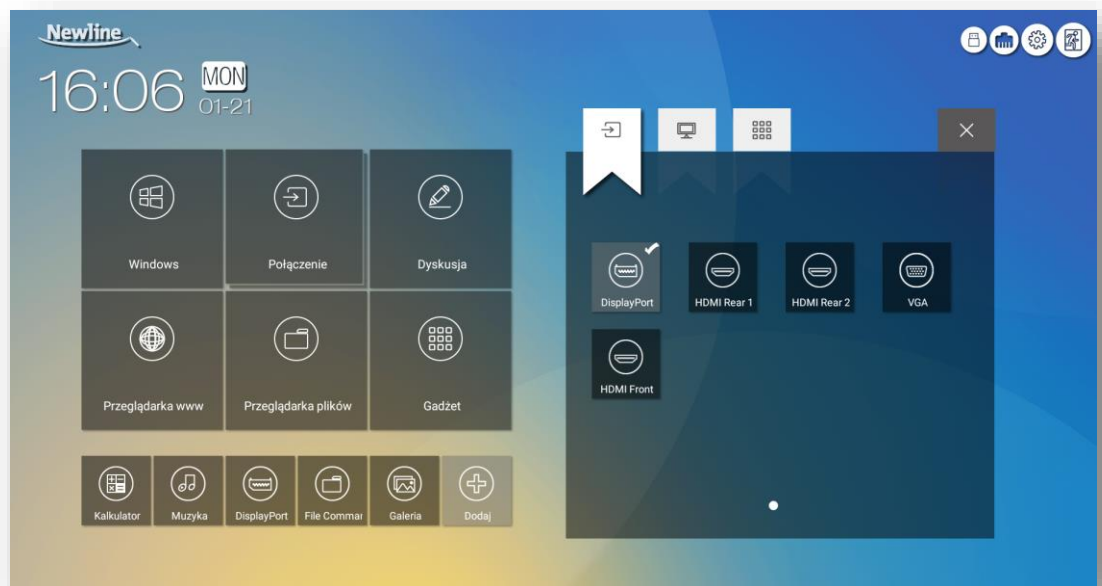 Newline
16:06 MON
01-21
Windows
Połączenie
Dyskusja
Przeglądarka www
Przeglądarka plików
Gadżet
Kalkulator
Muzyka
DisplayPort
File Comman
Galeria
Dodaj
DisplayPort
HDMI Rear 1
HDMI Rear 2
VGA
HDMI Front